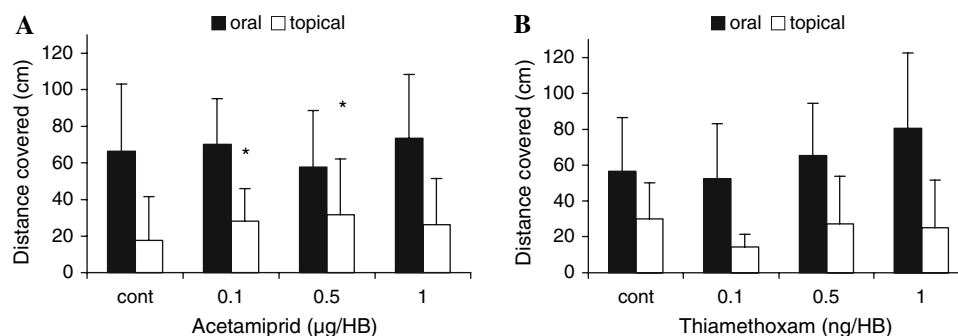 A
■ oral □ topical
Distance covered (cm)
120
100
80
60
40
20
0
*
*
cont 0.1 0.5 1
Acetamiprid (µg/HB)
B
■ oral □ topical
Distance covered (cm)
120
100
80
60
40
20
0
cont 0.1 0.5 1
Thiamethoxam (ng/HB)